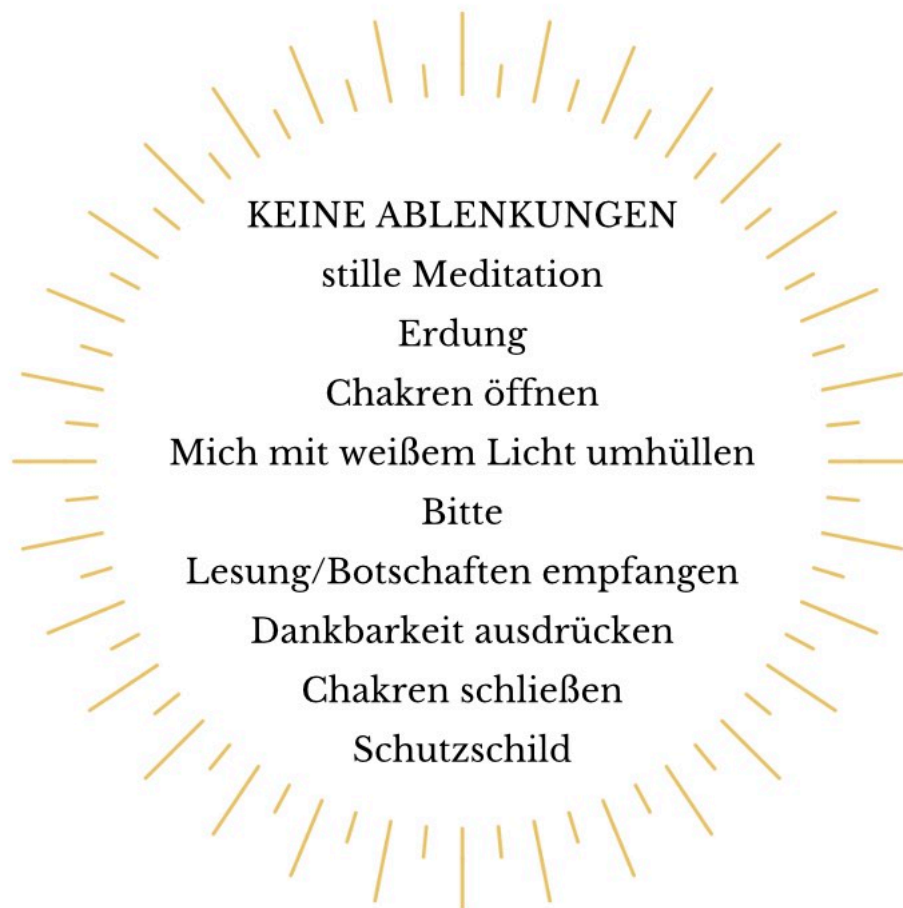 KEINE ABLENKUNGEN
stille Meditation
Erdung
Chakren öffnen
Mich mit weißem Licht umhüllen
Bitte
Lesung/Botschaften empfangen
Dankbarkeit ausdrücken
Chakren schließen
Schutzschild